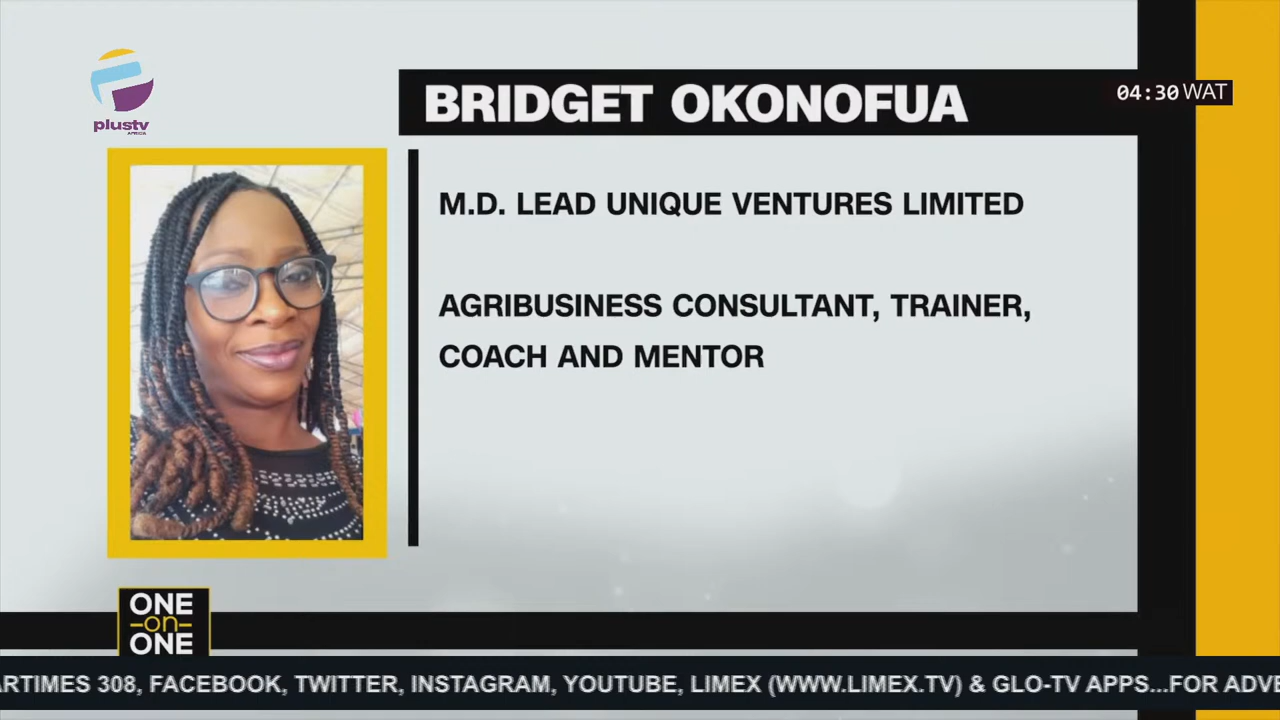 plustv
AFRICA
BRIDGET OKONOFUA
04:30 WAT
M.D. LEAD UNIQUE VENTURES LIMITED
AGRIBUSINESS CONSULTANT, TRAINER,
COACH AND MENTOR
ONE
on
ONE
ARTIMES 308, FACEBOOK, TWITTER, INSTAGRAM, YOUTUBE, LIMEX (WWW.LIMEX.TV) & GLO-TV APPS...FOR ADVE